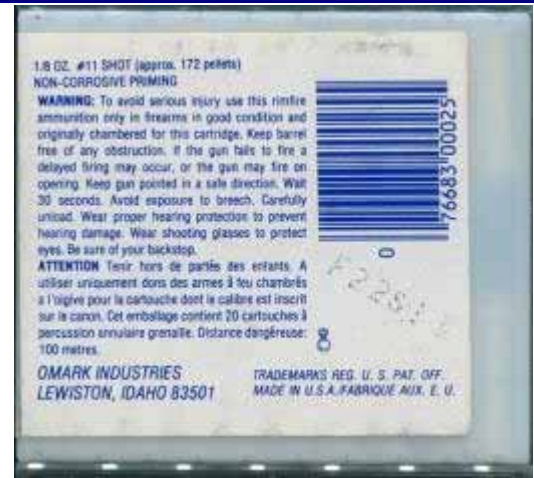 1.8 OZ. #11 SHOT (approx. 172 pellets)
NON-CORROSIVE PRIMING
WARNING: To avoid serious injury use this rimfire
ammunition only in firearms in good condition and
originally chambered for this cartridge. Keep barrel
free of any obstruction. If the gun fails to fire a
delayed firing may occur, or the gun may fire on
opening. Keep gun pointed in a safe direction. Wait
30 seconds. Avoid exposure to breech. Carefully
unload. Wear proper hearing protection to prevent
hearing damage. Wear shooting glasses to protect
eyes. Be sure of your backstop.
ATTENTION Tenir hors de partés des enfants. A
utiliser uniquement dons des armes à feu chambrés
a l'oigive pour la cartouche dont le calibre est inscrit
sur le canon. Cet emballage contient 20 cartouches à
percussion annulaire grenaille. Distance dangéreuse:
100 metres.
OMARK INDUSTRIES
LEWISTON, IDAHO 83501
0 76683 00025
TRADEMARKS REG. U. S. PAT. OFF.
MADE IN U.S.A./FABRIQUE AUX. E. U.